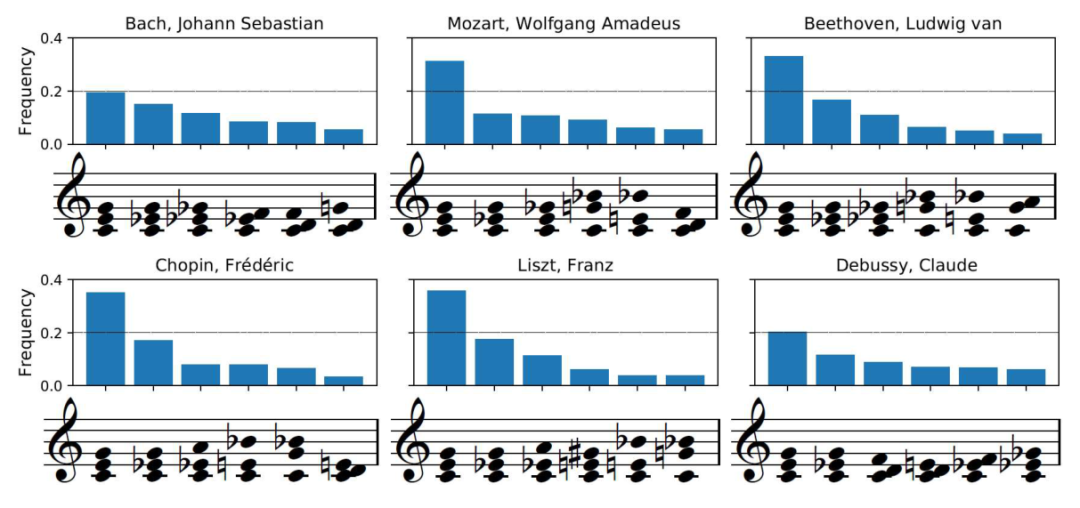 Bach, Johann Sebastian
Mozart, Wolfgang Amadeus
Beethoven, Ludwig van
0.4
0.2
0.0
Frequency
Chopin, Frédéric
Liszt, Franz
Debussy, Claude
0.4
0.2
0.0
Frequency